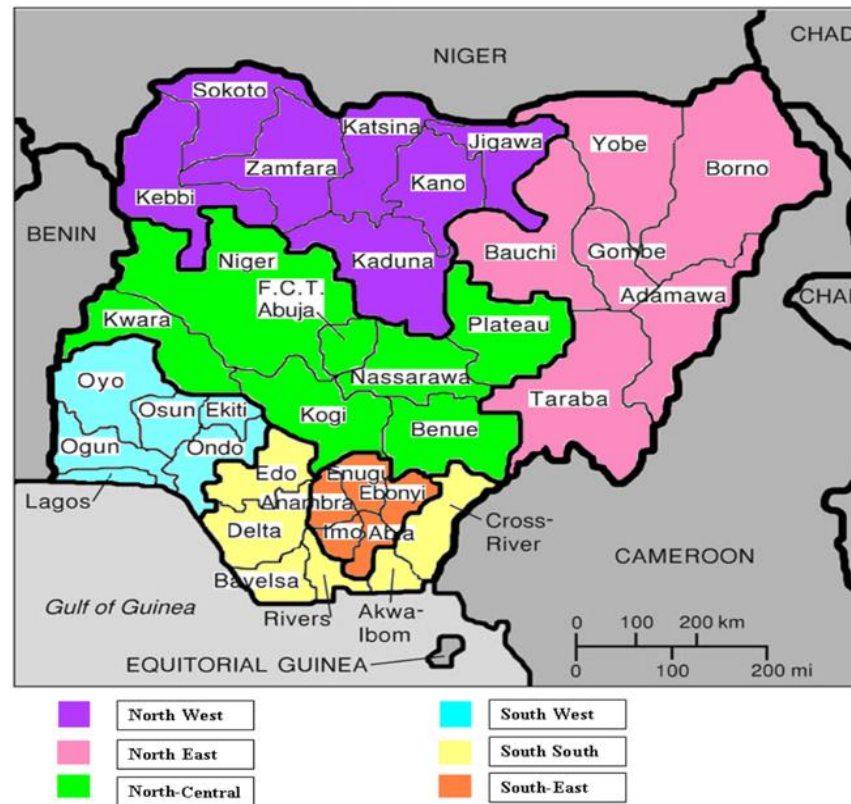 NIGER
CHAD
Sokoto
Katsina
Jigawa
Yobe
Borno
Zamfara
Kano
Kebbi
BENIN
Niger
Kaduna
Bauchi
Gombe
F.C.T.
Abuja
Adamawa
CHA
Kwara
Plateau
Oyo
Nassarawa
Taraba
Osun
Ekiti
Kogi
Benue
Ogun
Ondo
Edo
Enugu
Ebonyi
Lagos
Anambra
Delta
Imo
Abia
Cross-
River
CAMEROON
Bayelsa
Gulf of Guinea
Rivers
Akwa-
Ibom
0 100 200 km
EQUITORIAL GUINEA
0 100 200 mi
North West
South West
North East
South South
North-Central
South-East